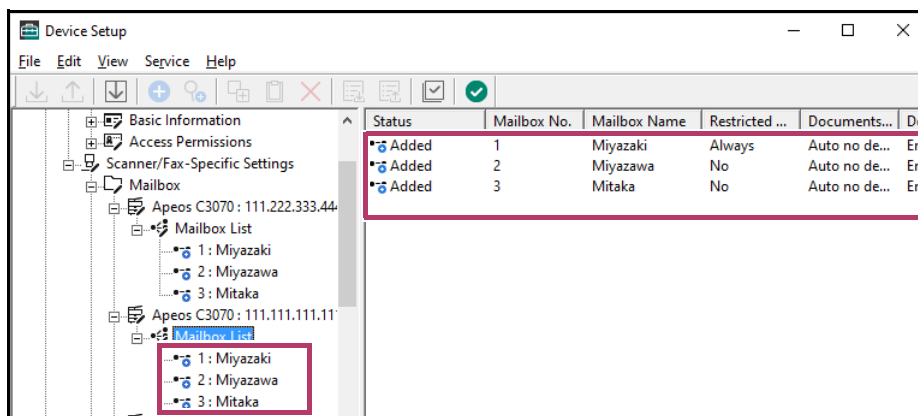 Device Setup
File Edit View Service Help
Basic Information
Access Permissions
Scanner/Fax-Specific Settings
Mailbox
Apeos C3070 : 111.222.333.444
Mailbox List
1 : Miyazaki
2 : Miyazawa
3 : Mitaka
Apeos C3070 : 111.111.111.11
Mailbox List
1 : Miyazaki
2 : Miyazawa
3 : Mitaka
Status Mailbox No. Mailbox Name Restricted ... Documents...
Added 1 Miyazaki Always Auto no de...
Added 2 Miyazawa No Auto no de...
Added 3 Mitaka No Auto no de...